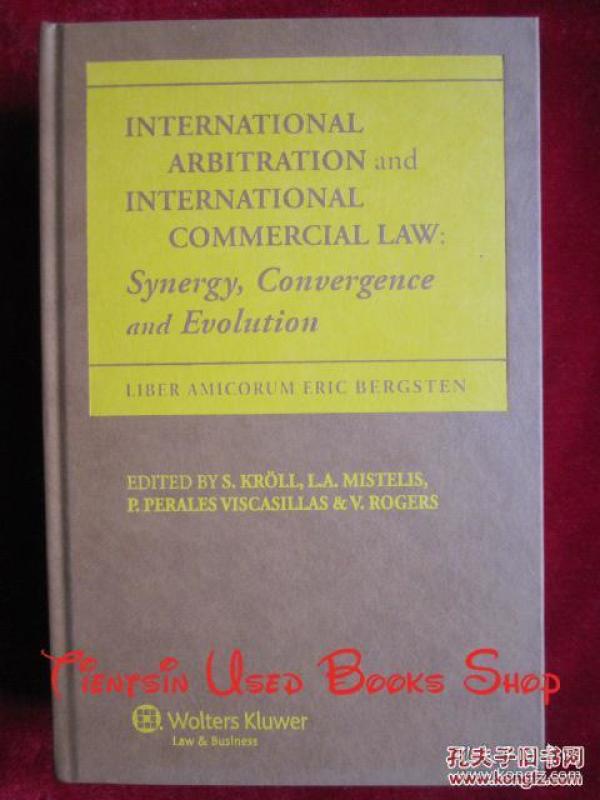 INTERNATIONAL
ARBITRATION and
INTERNATIONAL
COMMERCIAL LAW:
Synergy, Convergence
and Evolution
LIBER AMICORUM ERIC BERGSTEN
EDITED BY S. KRÖLL, L.A. MISTELIS,
P. PERALES VISCASILLAS & V. ROGERS
Tientsin Used Books Shop
Wolters Kluwer
Law & Business
孔夫子旧书网
www.kongfz.com